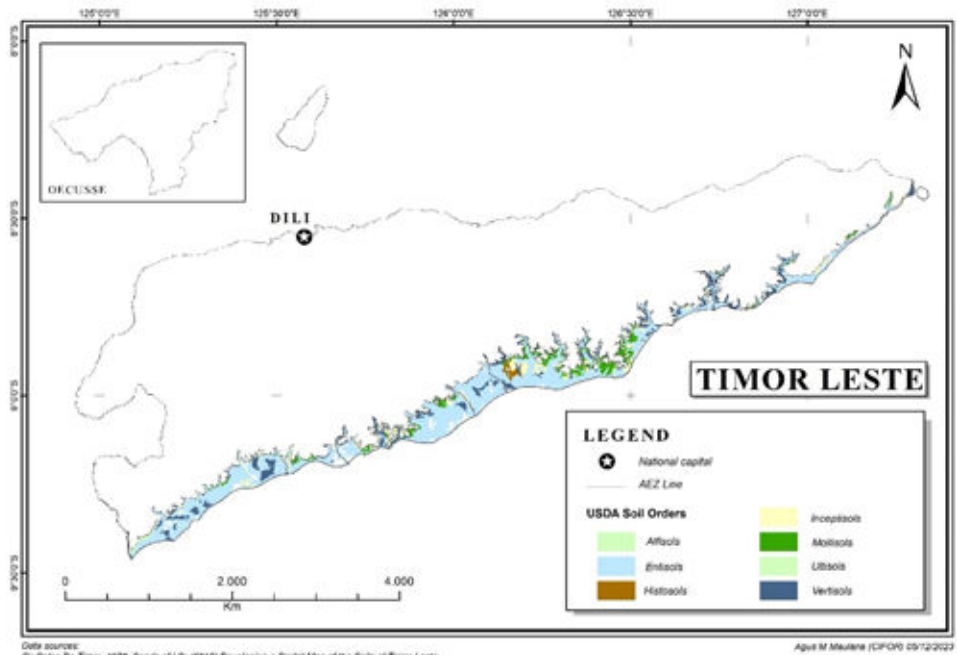 125°0'0"E 125°30'0"E 126°0'0"E 126°30'0"E 127°0'0"E
N
OECUSSE
DILI
TIMOR LESTE
LEGEND
National capital
AEZ Line
USDA Soil Orders
Alfisols
Entisols
Histosols
Inceptisols
Mollisols
Ultisols
Vertisols
0 2.000 4.000
Km
Data sources:
Agus M Maulana (CIFOR) 05/12/2023